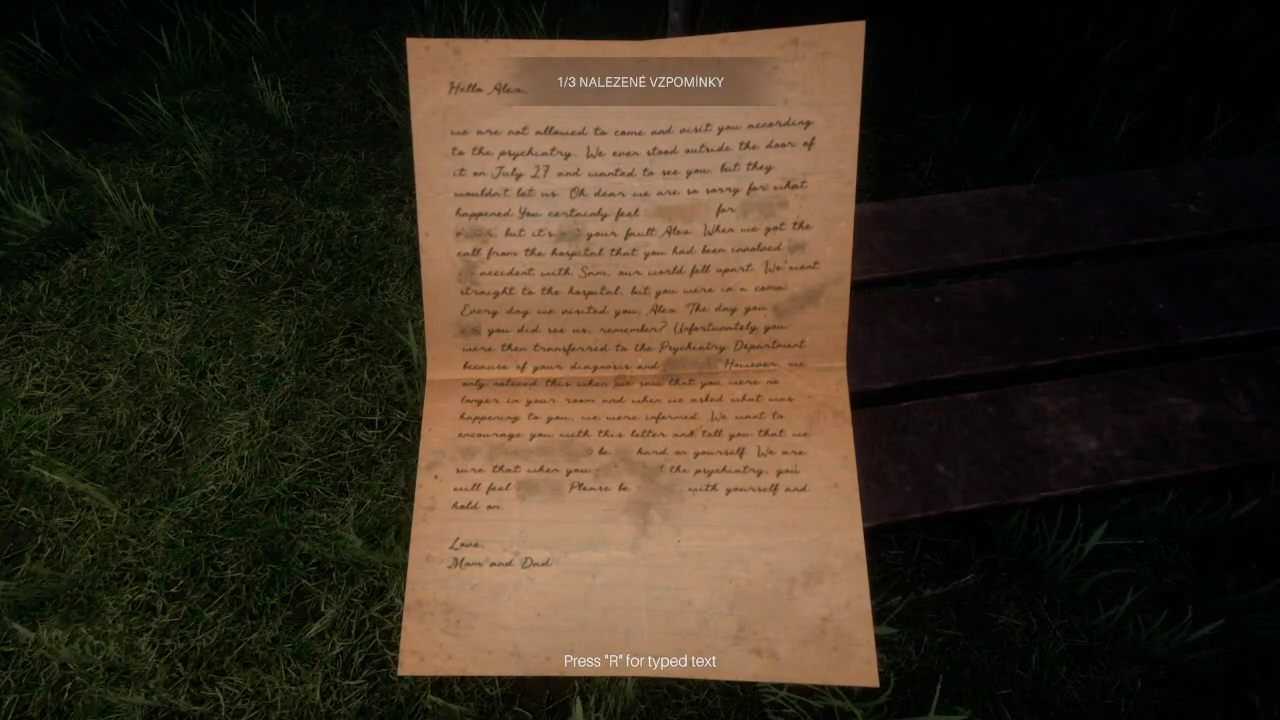 1/3 NALEZENÉ VZPOMÍNKY
Hello Alex,
we are not allowed to come and visit you according
to the psychiatry. We even stood outside the door of
it on July 27 and wanted to see you, but they
wouldn't let us. Oh dear we are so sorry for what
happened You certainly feel for
but it's your fault Alex. When we got the
call from the hospital that you had been involved
accident with Sam, our world fell apart. We went
straight to the hospital, but you were in a coma
Every day we visited you, Alex The day you
you did see us, remember? Unfortunately you
were then transferred to the Psychiatry Department
because of your diagnosis and However, we
only noticed this when we saw that you were no
longer in your room and when we asked what was
happening to you, we were informed. We want to
encourage you with this letter and tell you that we
be hard on yourself. We are
sure that when you the psychiatry, you
will feel Please be with yourself and
hold on.
Love,
Mom and Dad
Press "R" for typed text